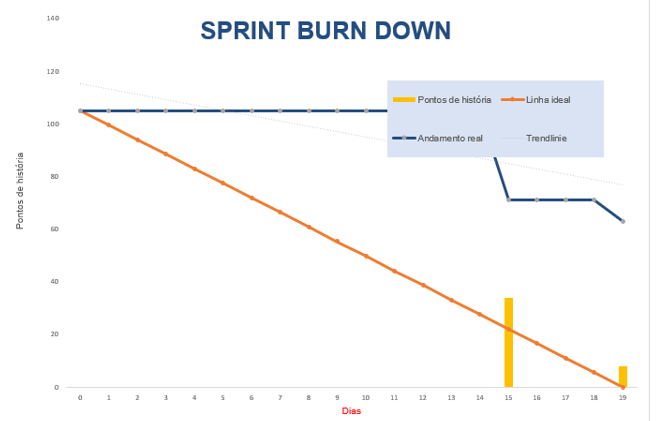 SPRINT BURN DOWN
140
120
100
80
60
40
20
0
Pontos de história
Pontos de história
Linha ideal
Andamento real
Trendlinie
0 1 2 3 4 5 6 7 8 9 10 11 12 13 14 15 16 17 18 19
Dias